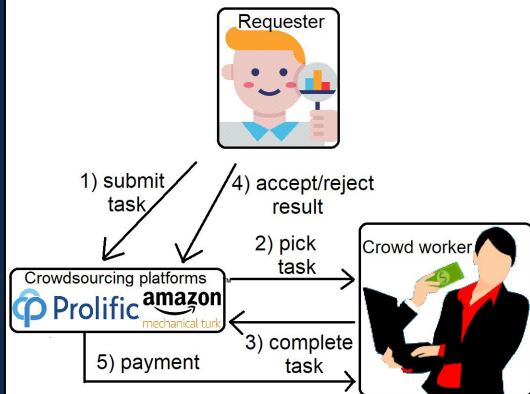 Requester
1) submit
task
4) accept/reject
result
2) pick
task
Crowd worker
Crowdsourcing platforms
Prolific
amazon
mechanical turk
3) complete
task
5) payment
$